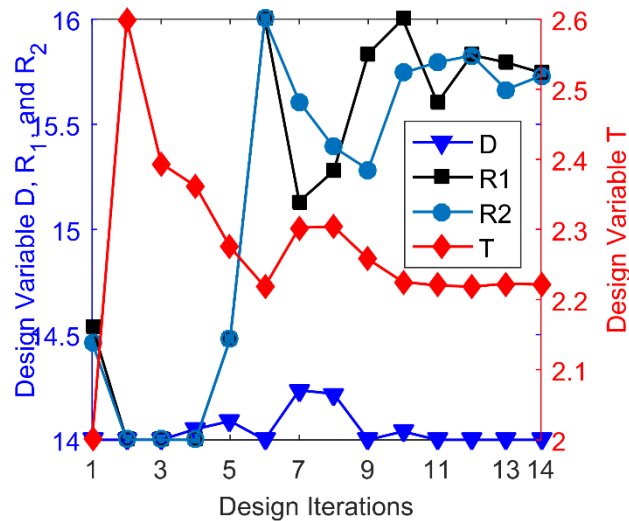 Design Variable D, R1, and R2
16
15.5
15
14.5
14
2.6
2.5
2.4
2.3
2.2
2.1
2
Design Variable T
D
R1
R2
T
1 3 5 7 9 11 13 14
Design Iterations